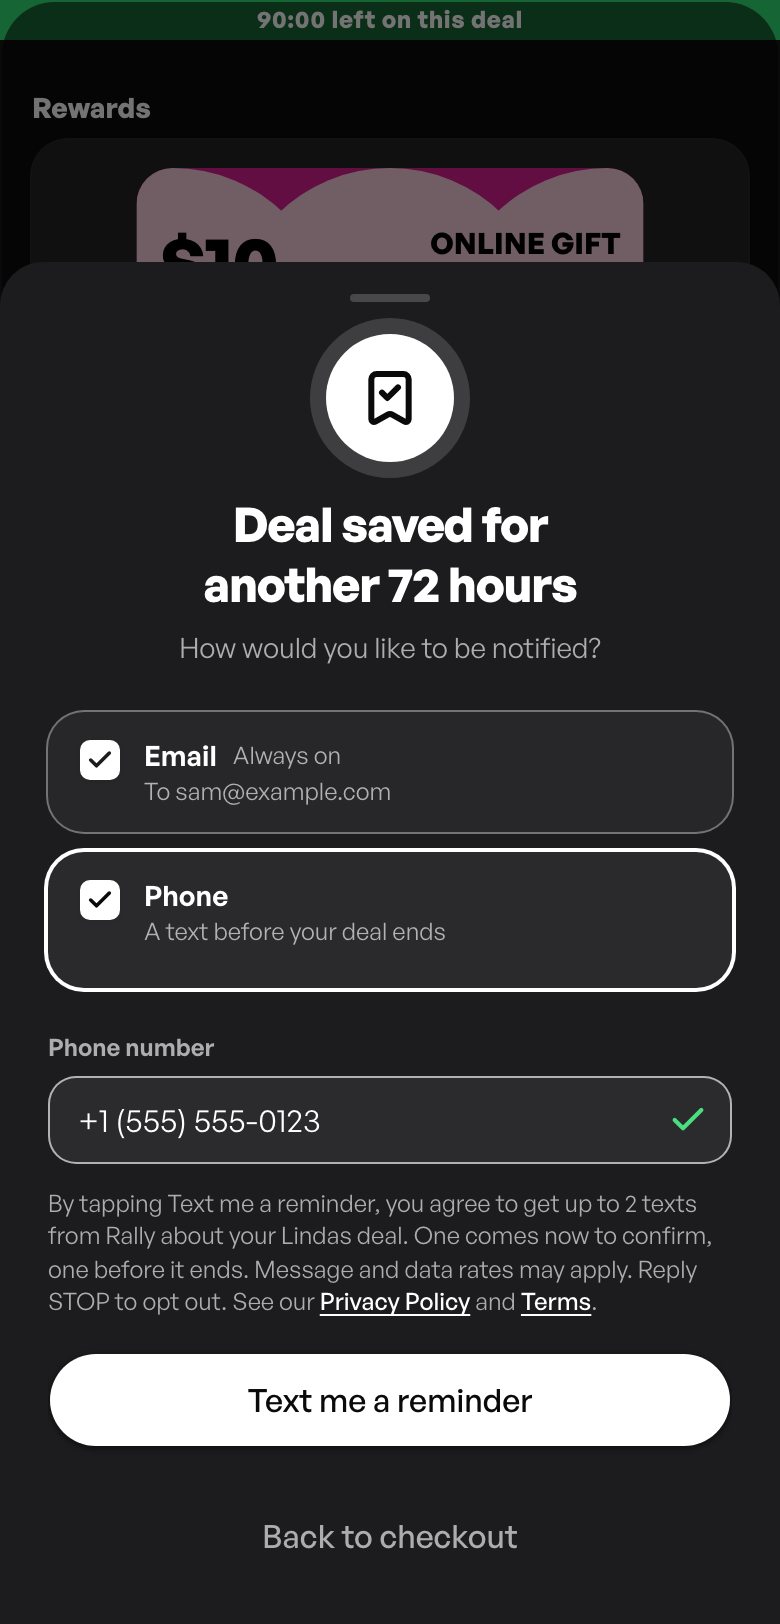 90:00 left on this deal
Rewards
$10
ONLINE GIFT
Deal saved for
another 72 hours
How would you like to be notified?
Email Always on
To sam@example.com
Phone
A text before your deal ends
Phone number
+1 (555) 555-0123
By tapping Text me a reminder, you agree to get up to 2 texts
from Rally about your Lindas deal. One comes now to confirm,
one before it ends. Message and data rates may apply. Reply
STOP to opt out. See our Privacy Policy and Terms.
Text me a reminder
Back to checkout